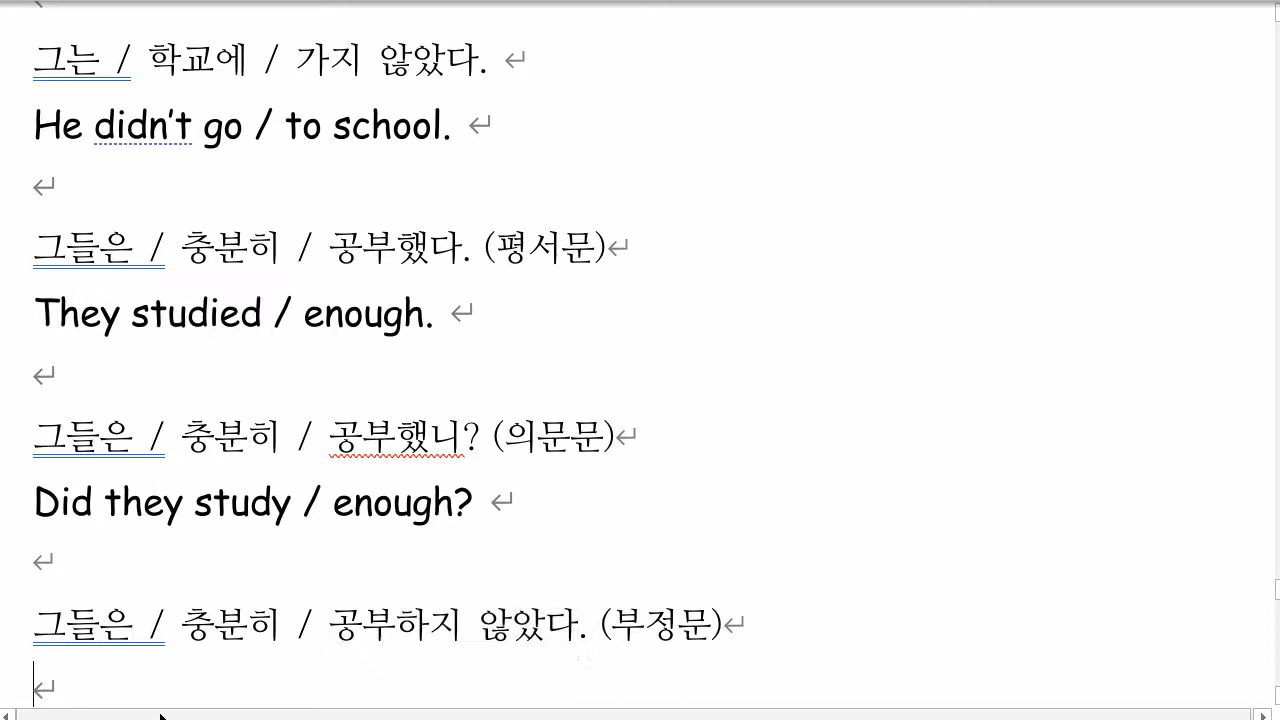 그는 / 학교에 / 가지 않았다.
He didn't go / to school.
그들은 / 충분히 / 공부했다. (평서문)
They studied / enough.
그들은 / 충분히 / 공부했니? (의문문)
Did they study / enough?
그들은 / 충분히 / 공부하지 않았다. (부정문)